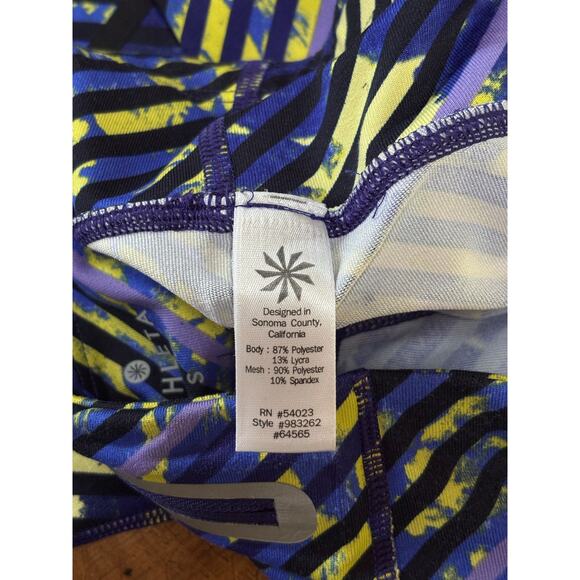 Designed in
Sonoma County,
California
Body : 87% Polyester
13% Lycra
Mesh : 90% Polyester
10% Spandex
RN #54023
Style #983262
#64565
S